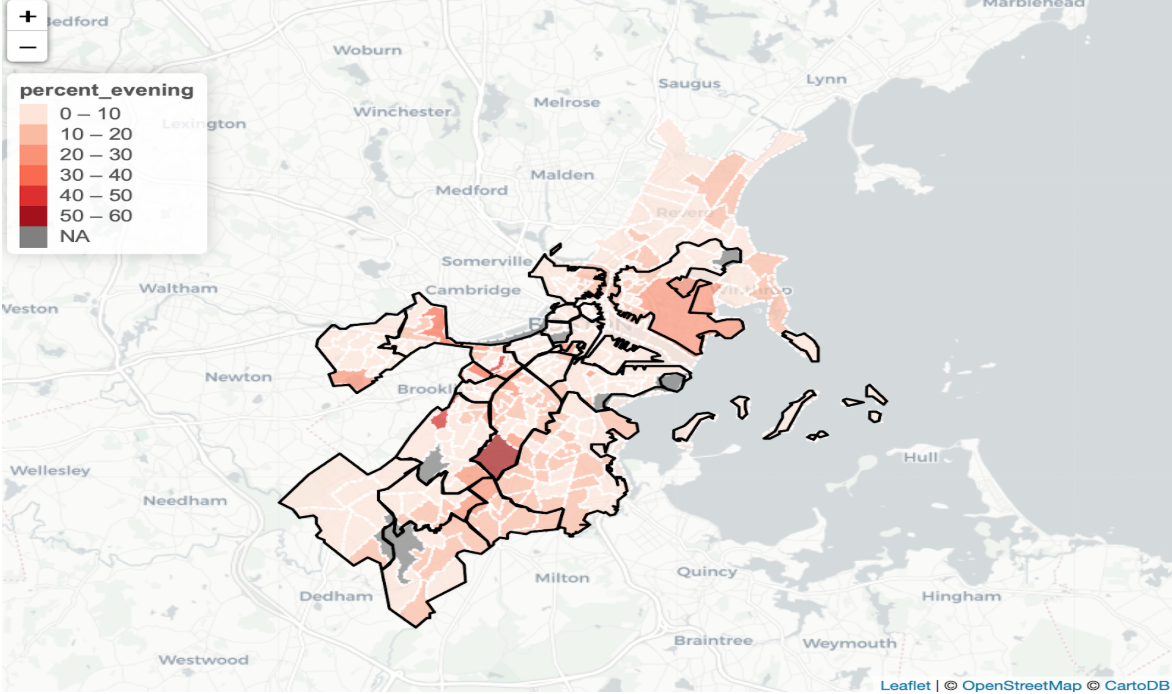 +
−
Bedford
Marblehead
Woburn
Saugus
Lynn
percent_evening
0 – 10
10 – 20
20 – 30
30 – 40
40 – 50
50 – 60
NA
Melrose
Winchester
Lexington
Malden
Medford
Revere
Somerville
Waltham
Cambridge
Winthrop
Weston
Newton
Hull
Wellesley
Needham
Milton
Quincy
Dedham
Hingham
Braintree
Weymouth
Westwood
Leaflet | © OpenStreetMap © CartoDB